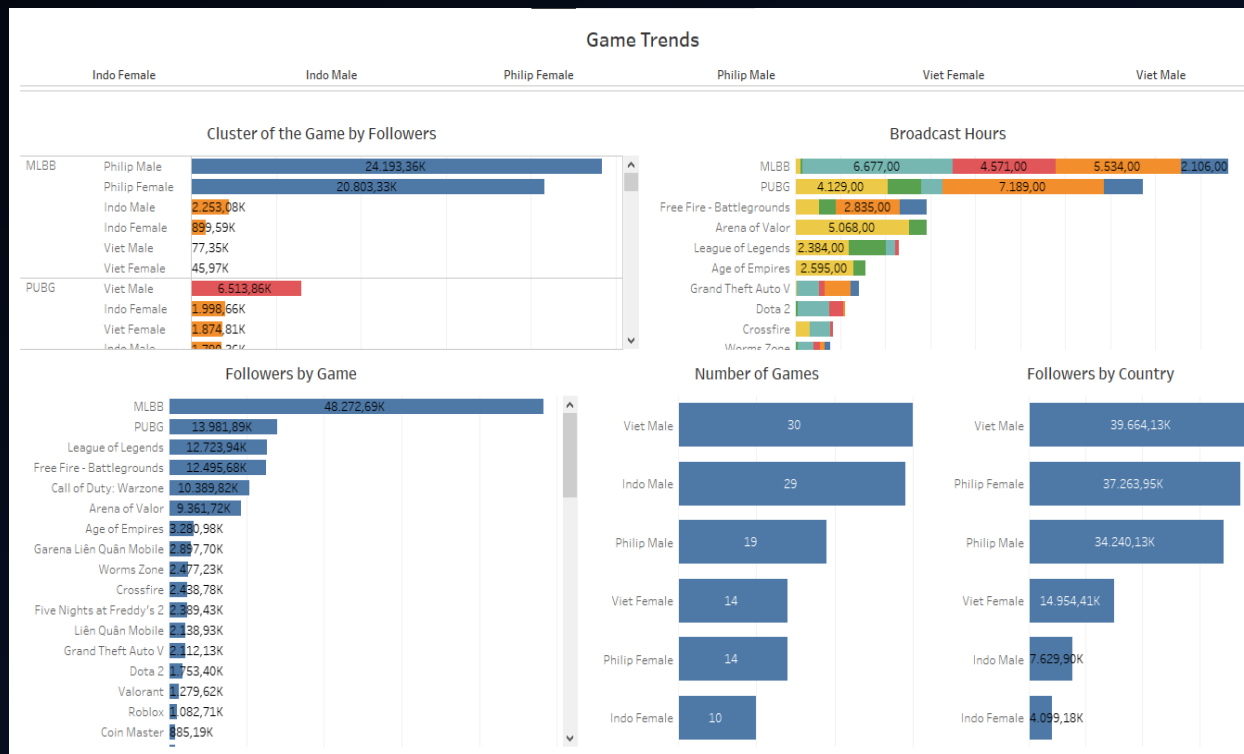 Game Trends
Indo Female Indo Male Philip Female Philip Male Viet Female Viet Male
Cluster of the Game by Followers
MLBB Philip Male 24.193,36K
Philip Female 20.803,33K
Indo Male 2.253,08K
Indo Female 899,59K
Viet Male 77,35K
Viet Female 45,97K
PUBG Viet Male 6.513,86K
Indo Female 1.998,66K
Viet Female 1.874,81K
Indo Male
Broadcast Hours
MLBB 6.677,00 4.571,00 5.534,00 2.106,00
PUBG 4.129,00 7.189,00
Free Fire - Battlegrounds 2.835,00
Arena of Valor 5.068,00
League of Legends 2.384,00
Age of Empires 2.595,00
Grand Theft Auto V
Dota 2
Crossfire
Worms Zone
Followers by Game
MLBB 48.272,69K
PUBG 13.981,89K
League of Legends 12.723,94K
Free Fire - Battlegrounds 12.495,68K
Call of Duty: Warzone 10.389,82K
Arena of Valor 9.361,72K
Age of Empires 3.280,98K
Garena Liên Quân Mobile 2.897,70K
Worms Zone 2.477,23K
Crossfire 2.438,78K
Five Nights at Freddy's 2 2.389,43K
Liên Quân Mobile 2.138,93K
Grand Theft Auto V 2.112,13K
Dota 2 1.753,40K
Valorant 1.279,62K
Roblox 1.082,71K
Coin Master 885,19K
Number of Games
Viet Male 30
Indo Male 29
Philip Male 19
Viet Female 14
Philip Female 14
Indo Female 10
Followers by Country
Viet Male 39.664,13K
Philip Female 37.263,95K
Philip Male 34.240,13K
Viet Female 14.954,41K
Indo Male 7.629,90K
Indo Female 4.099,18K